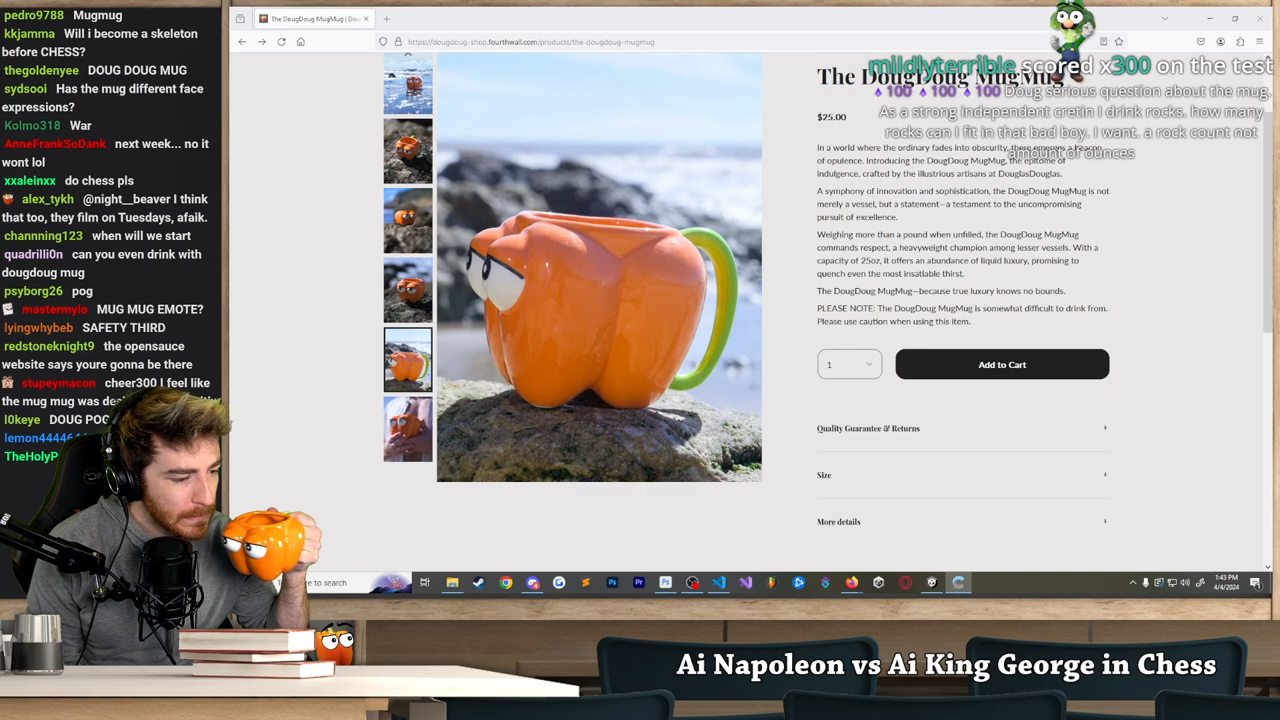 pedro9788 Mugmug
kkjamma Will i become a skeleton
before CHESS?
thegoldenyee DOUG DOUG MUG
sydsooi Has the mug different face
expressions?
Kolmo318 War
AnneFrankSoDank next week... no it
wont lol
xxaleinxx do chess pls
alex_tykh @night__beaver I think
that too, they film on Tuesdays, afaik.
channning123 when will we start
quadrilli0n can you even drink with
dougdoug mug
psyborg26 pog
mastermylo MUG MUG EMOTE?
lyingwhybeb SAFETY THIRD
redstoneknight9 the opensauce
website says youre gonna be there
stupeymacon cheer300 I feel like
the mug mug was
l0keye DOUG POG
TheHolyP
The DougDoug MugMug | Dou
https://dougdoug-shop.fourthwall.com/products/the-dougdoug-mugmug
mildlyterrible scored x300 on the test
100 100 100 Doug serious question about the mug.
As a strong independent cretin I drink rocks. how many
rocks can I fit in that bad boy. I want. a rock count not
amount of ounces
The DougDoug MugMug
$25.00
In a world where the ordinary fades into obscurity, there emerges a beacon
of opulence. Introducing the DougDoug MugMug, the epitome of
indulgence, crafted by the illustrious artisans at DouglasDouglas.
A symphony of innovation and sophistication, the DougDoug MugMug is not
merely a vessel, but a statement—a testament to the uncompromising
pursuit of excellence.
Weighing more than a pound when unfilled, the DougDoug MugMug
commands respect, a heavyweight champion among lesser vessels. With a
capacity of 25oz, it offers an abundance of liquid luxury, promising to
quench even the most insatiable thirst.
The DougDoug MugMug—because true luxury knows no bounds.
PLEASE NOTE: The DougDoug MugMug is somewhat difficult to drink from.
Please use caution when using this item.
1
Add to Cart
Quality Guarantee & Returns +
Size +
More details +
e to search
1:43 PM
4/4/2024
Ai Napoleon vs Ai King George in Chess